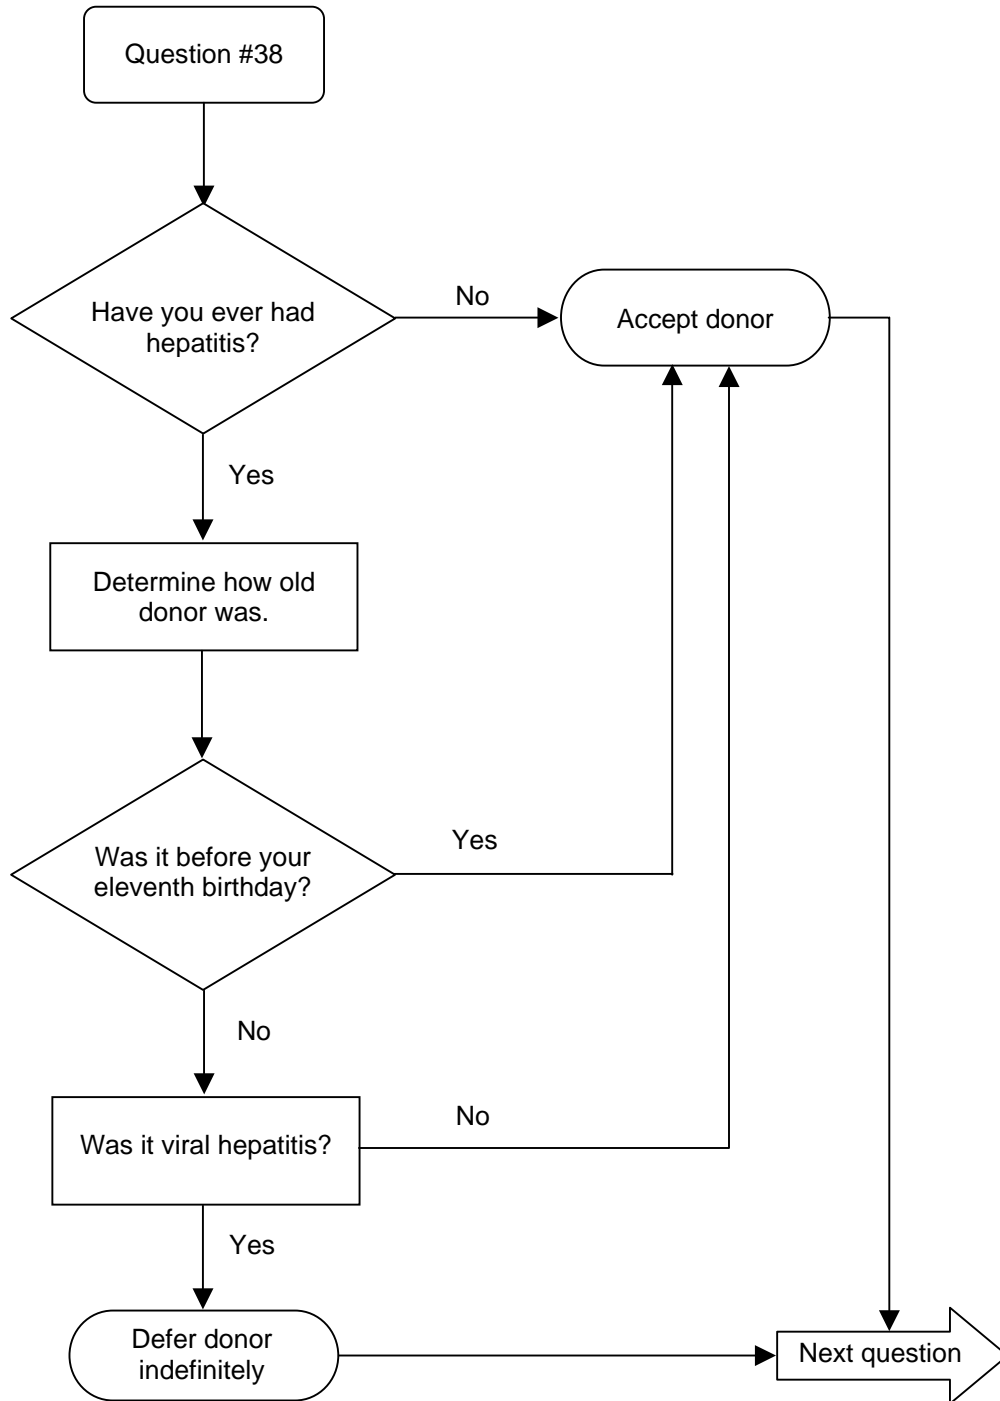 Question #38
Have you ever had
hepatitis?
No
Accept donor
Yes
Determine how old
donor was.
Was it before your
eleventh birthday?
Yes
No
Was it viral hepatitis?
No
Yes
Defer donor
indefinitely
Next question